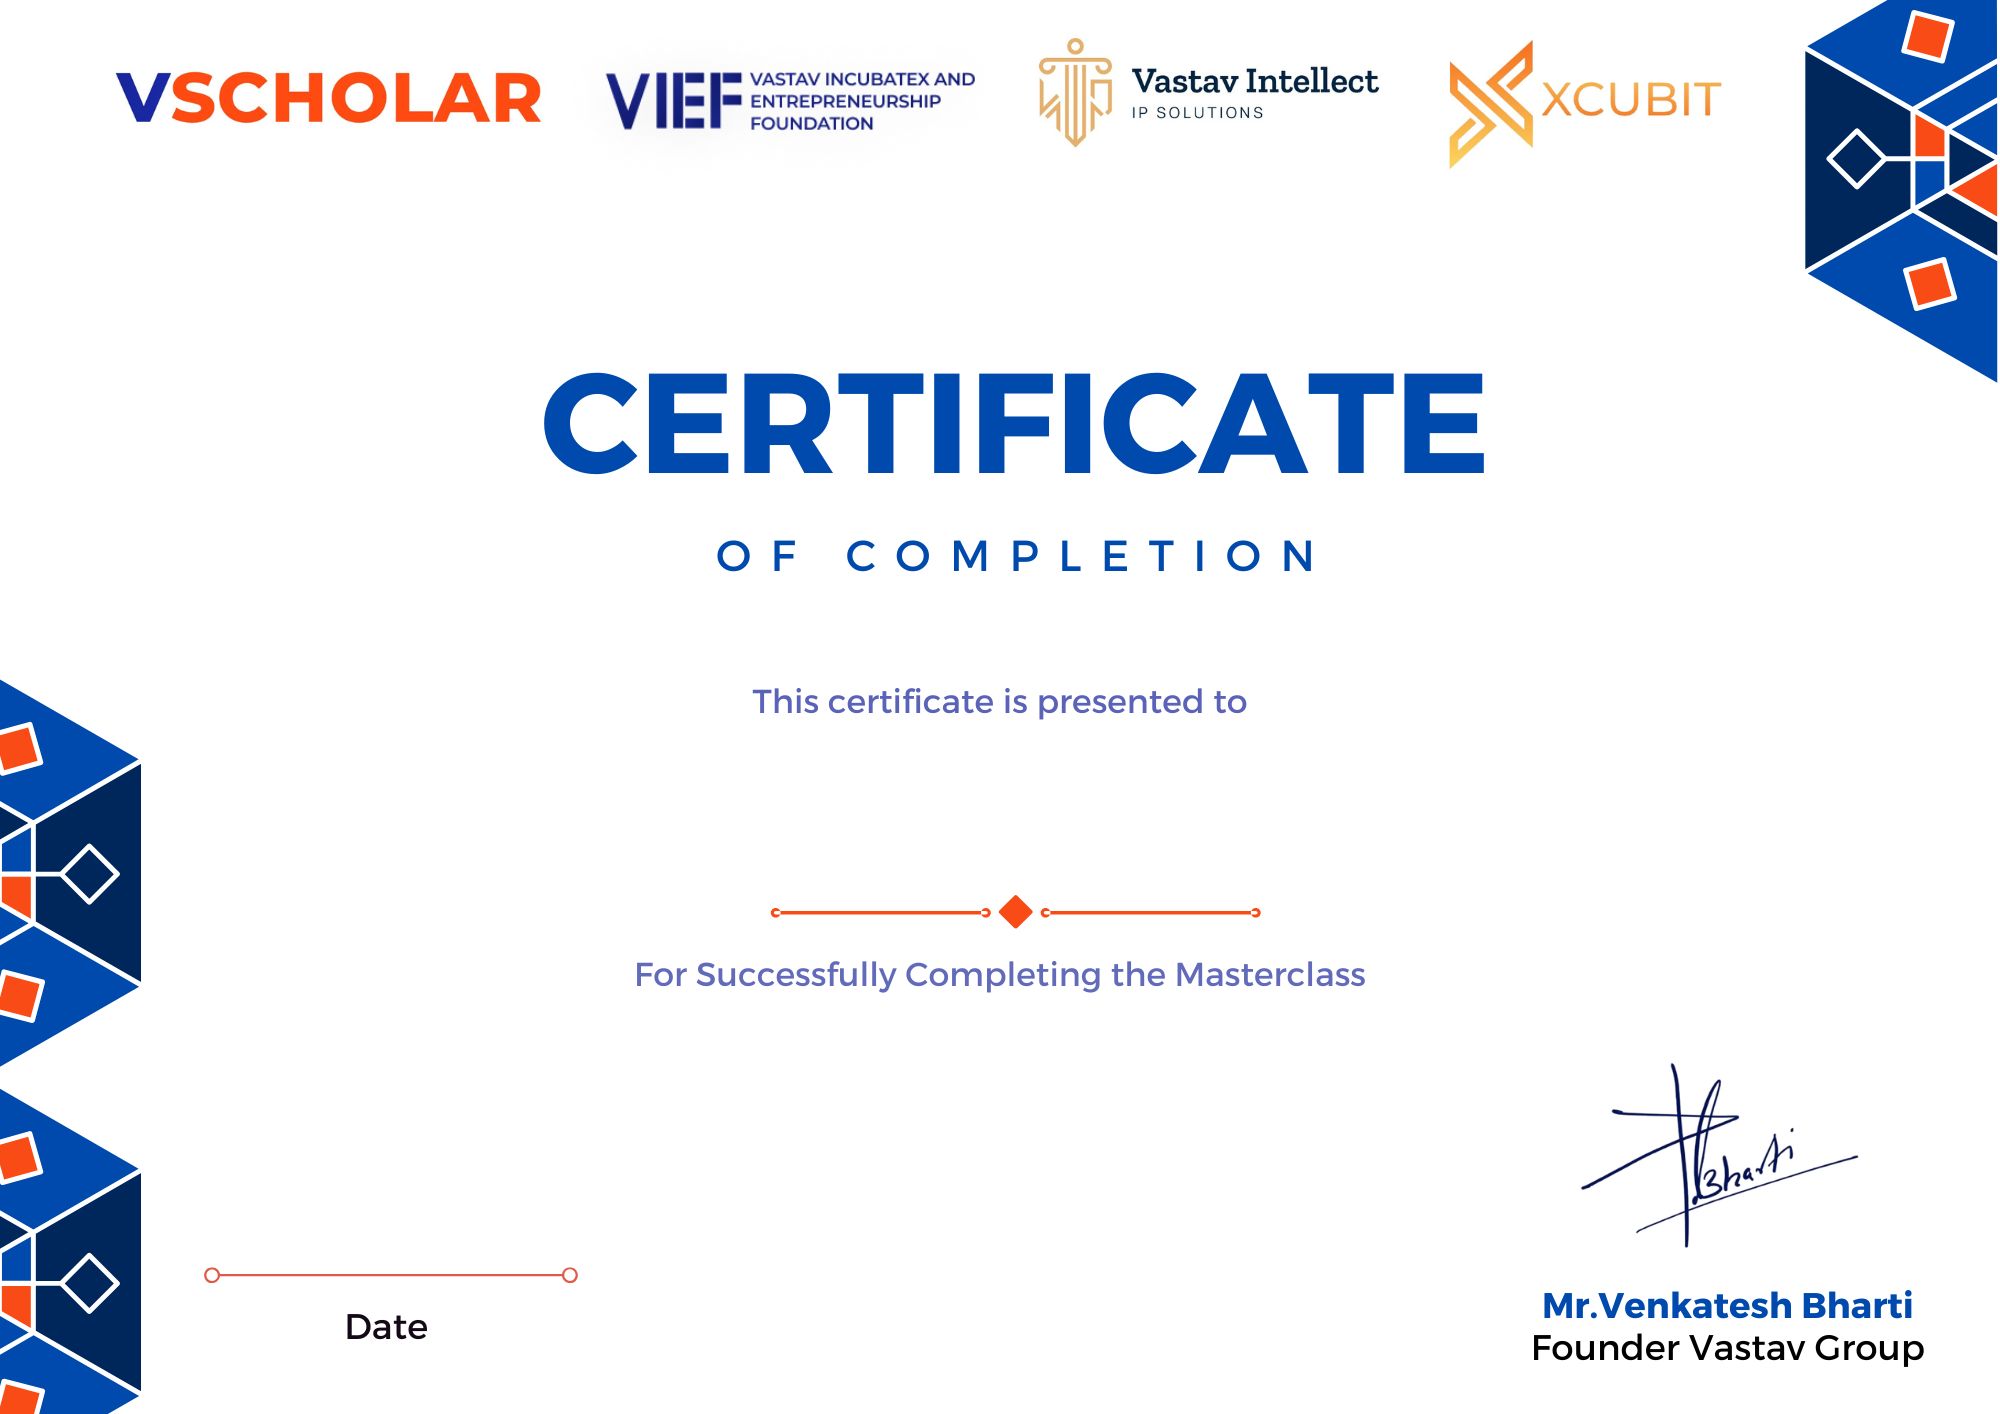 VSCHOLAR
VIEF
VASTAV INCUBATEX AND
ENTREPRENEURSHIP
FOUNDATION
Vastav Intellect
IP SOLUTIONS
XCUBIT
CERTIFICATE
OF COMPLETION
This certificate is presented to
For Successfully Completing the Masterclass
Bharti
Date
Mr.Venkatesh Bharti
Founder Vastav Group